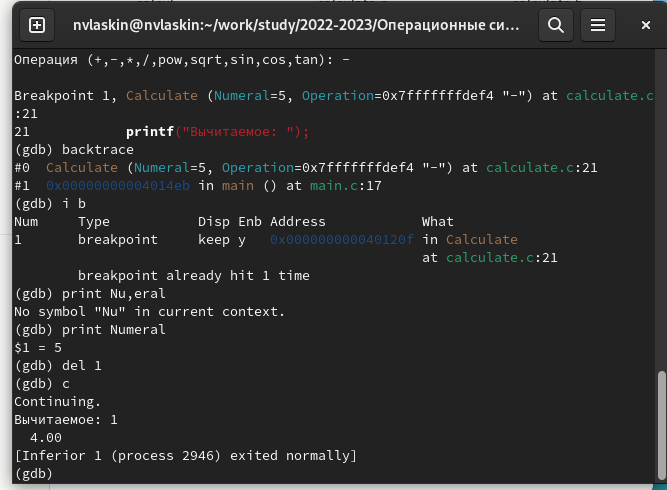 nvlaskin@nvlaskin:~/work/study/2022-2023/Операционные си...
Операция (+,-,*,/,pow,sqrt,sin,cos,tan): -
Breakpoint 1, Calculate (Numeral=5, Operation=0x7fffffffdef4 "-") at calculate.c
:21
21 printf("Вычитаемое: ");
(gdb) backtrace
#0 Calculate (Numeral=5, Operation=0x7fffffffdef4 "-") at calculate.c:21
#1 0x00000000004014eb in main () at main.c:17
(gdb) i b
Num Type Disp Enb Address What
1 breakpoint keep y 0x000000000040120f in Calculate
at calculate.c:21
breakpoint already hit 1 time
(gdb) print Nu,eral
No symbol "Nu" in current context.
(gdb) print Numeral
$1 = 5
(gdb) del 1
(gdb) c
Continuing.
Вычитаемое: 1
4.00
[Inferior 1 (process 2946) exited normally]
(gdb)